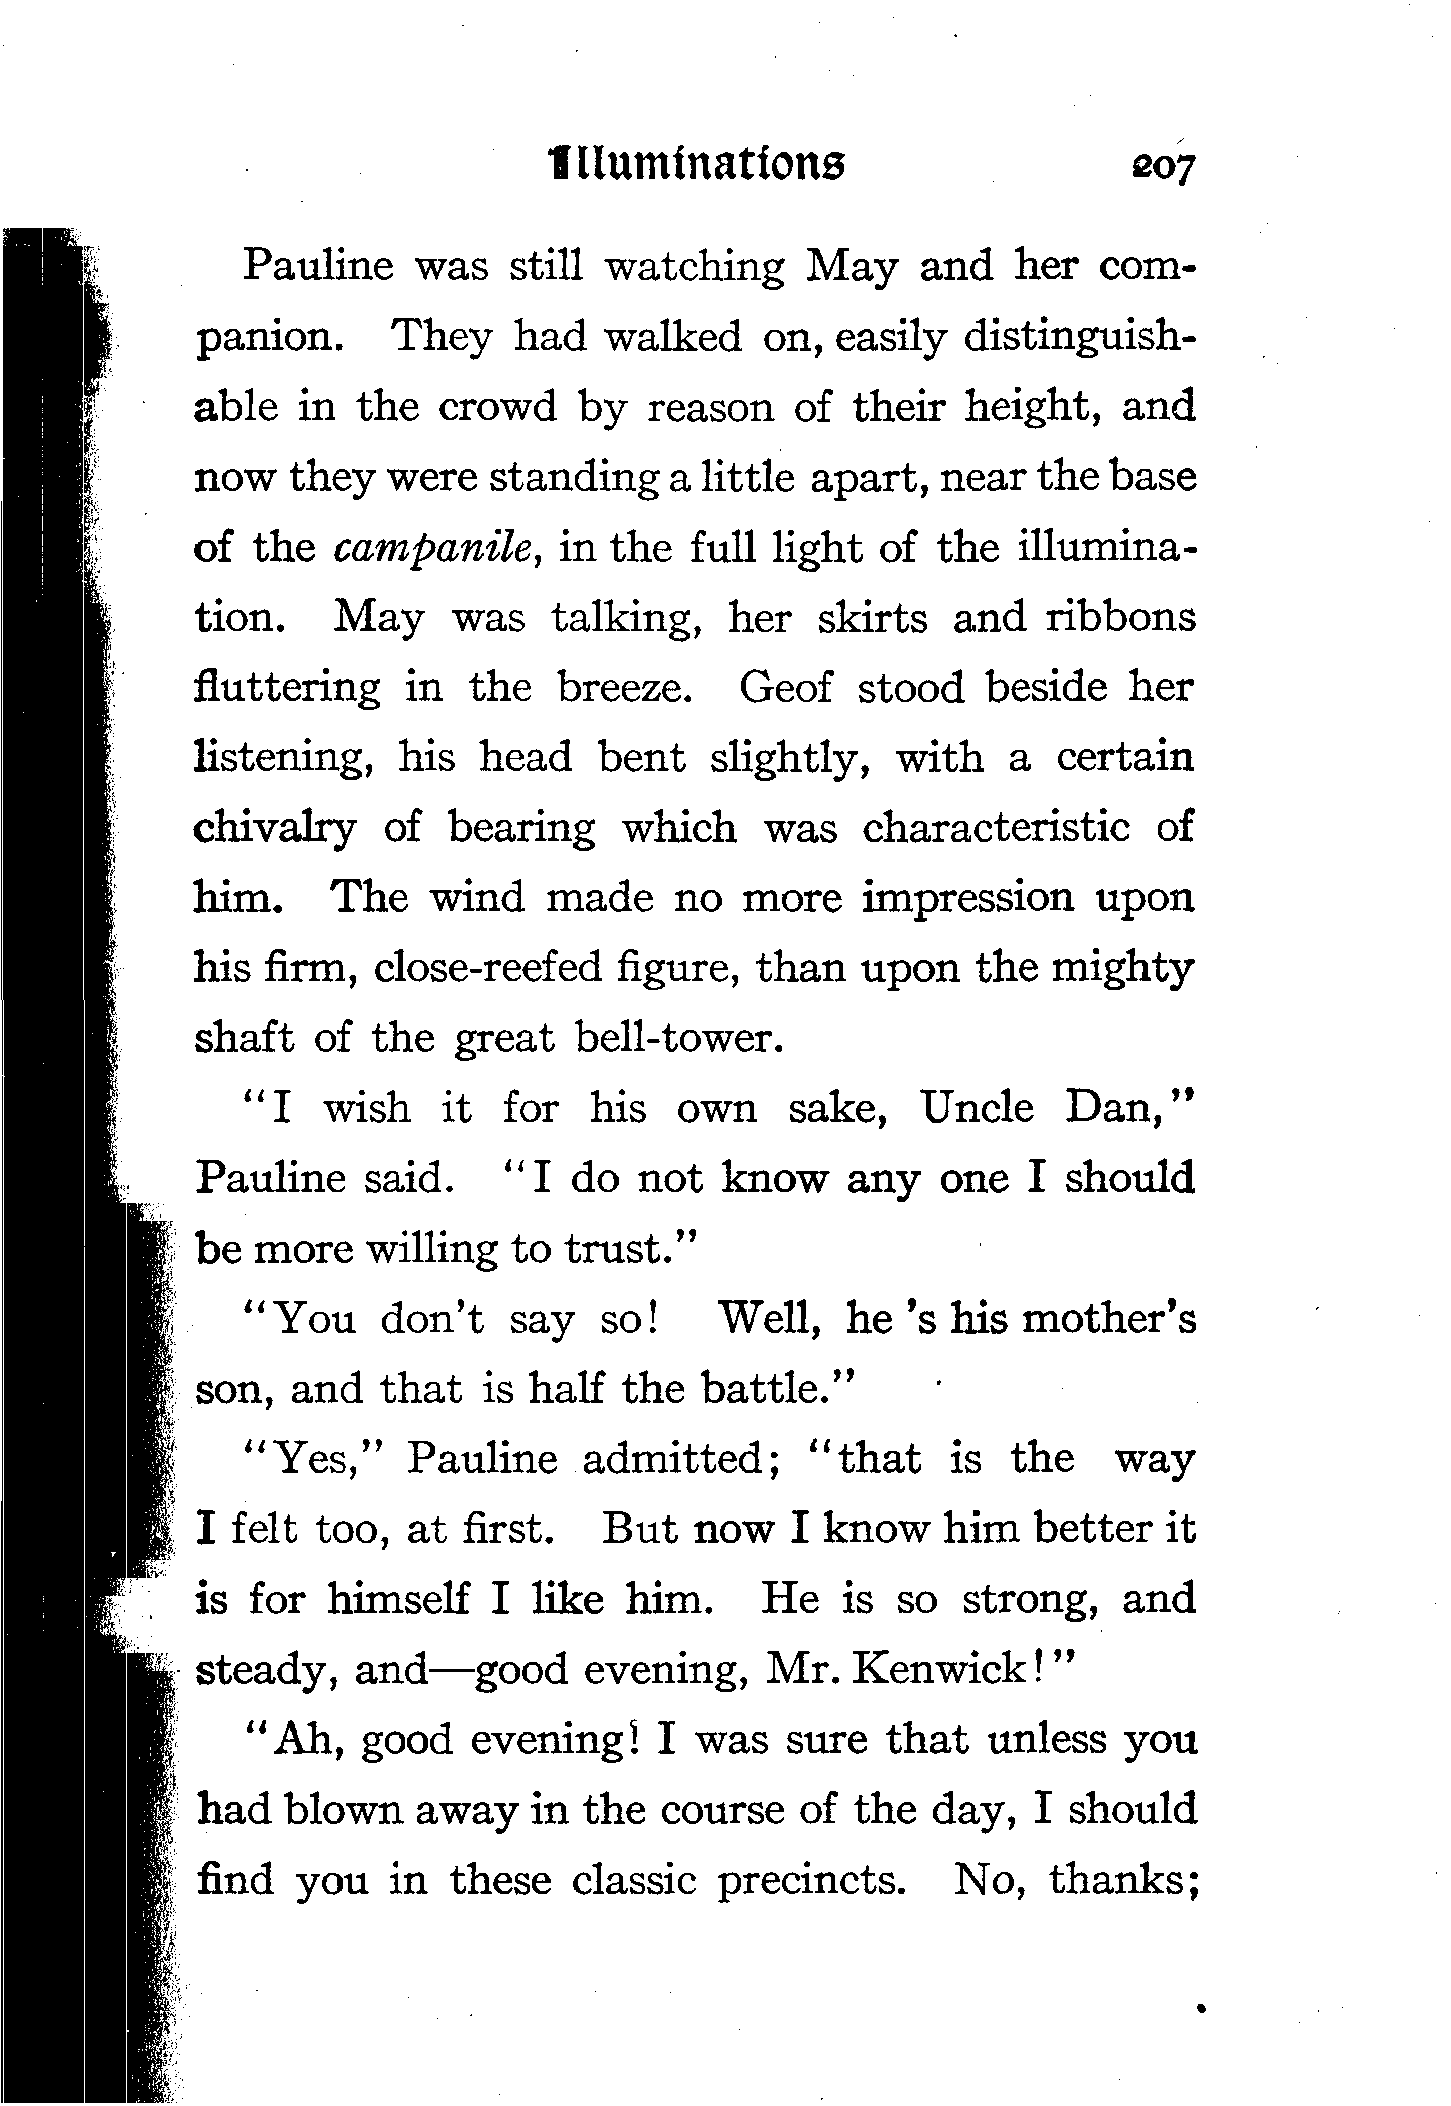 Illuminations 207
Pauline was still watching May and her com-
panion. They had walked on, easily distinguish-
able in the crowd by reason of their height, and
now they were standing a little apart, near the base
of the campanile, in the full light of the illumina-
tion. May was talking, her skirts and ribbons
fluttering in the breeze. Geof stood beside her
listening, his head bent slightly, with a certain
chivalry of bearing which was characteristic of
him. The wind made no more impression upon
his firm, close-reefed figure, than upon the mighty
shaft of the great bell-tower.
"I wish it for his own sake, Uncle Dan,"
Pauline said. "I do not know any one I should
be more willing to trust."
"You don't say so! Well, he 's his mother's
son, and that is half the battle."
"Yes," Pauline admitted; "that is the way
I felt too, at first. But now I know him better it
is for himself I like him. He is so strong, and
steady, and—good evening, Mr. Kenwick!"
"Ah, good evening! I was sure that unless you
had blown away in the course of the day, I should
find you in these classic precincts. No, thanks;